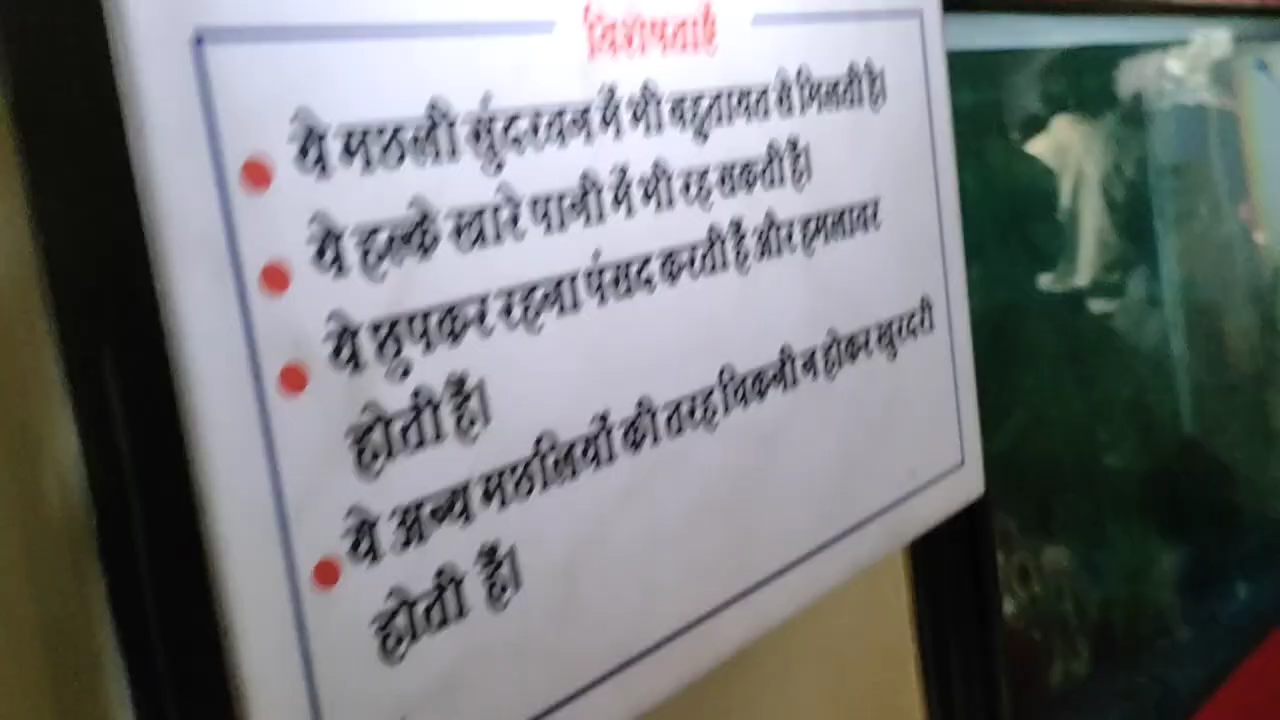 विशेषताऐं
ये मछली सुंदरवन में भी बहुतायत से मिलती है।
ये हल्के खारे पानी में भी रह सकती हैं।
ये छुपकर रहना पंसद करती हैं और हमलावर
होती हैं।
ये अन्य मछलियों की तरह चिकनी न होकर खुरदरी
होती हैं।